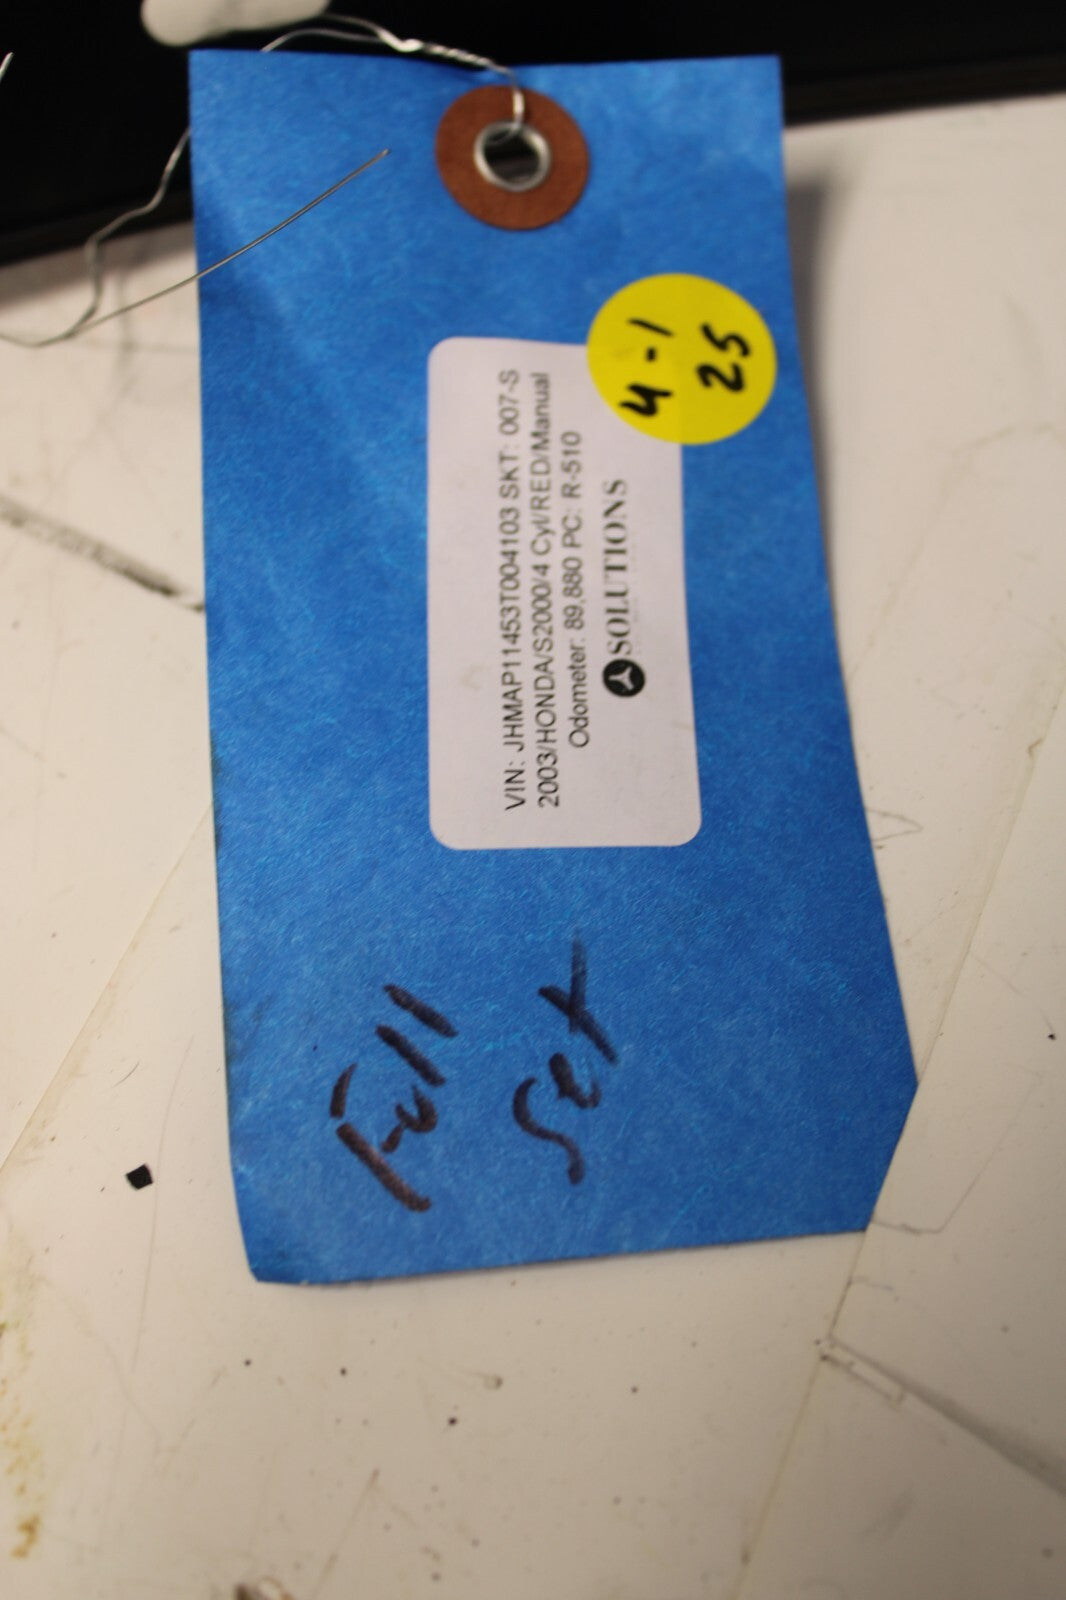 VIN: JHMAP11453T004103 SKT: 007-S
2003/HONDA/S2000/4 Cyl/RED/Manual
Odometer: 89,880 PC: R-510
SOLUTIONS
4-1
25
Full
Set